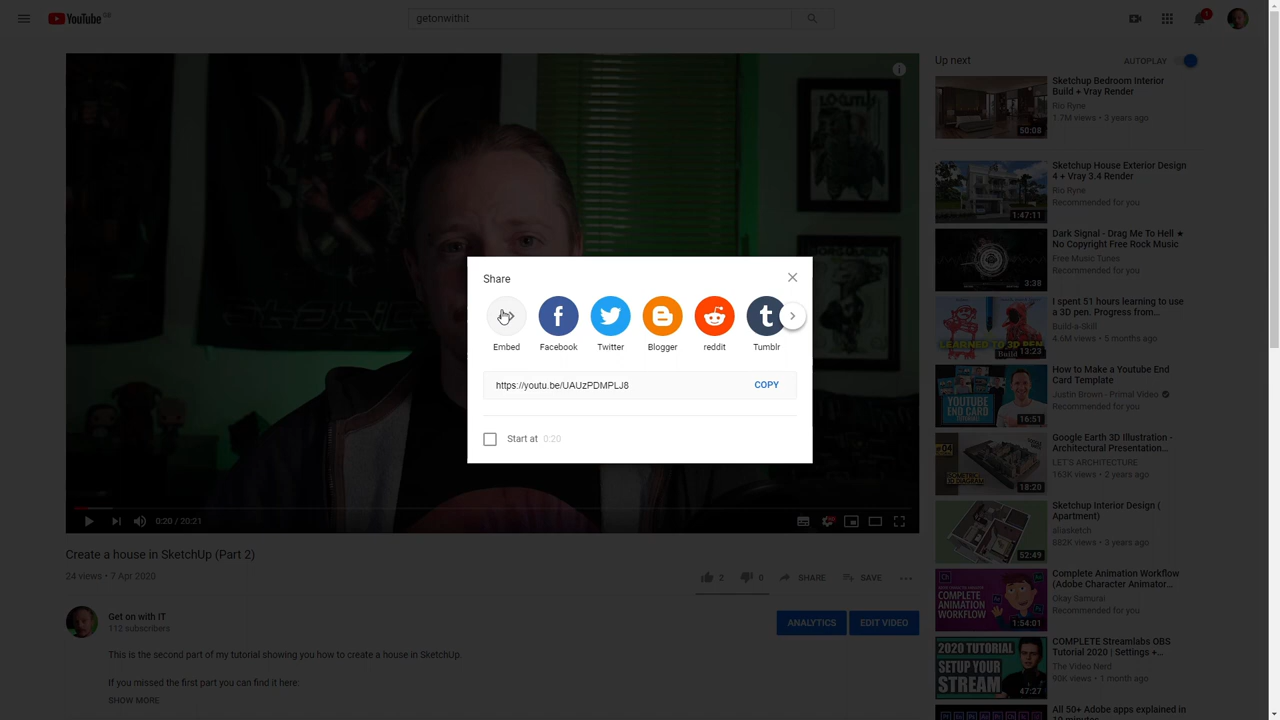 YouTube GB
getonwithit
1
Up next
AUTOPLAY
Sketchup Bedroom Interior
Build + Vray Render
Rio Ryne
1.7M views • 3 years ago
50:08
Sketchup House Exterior Design
4 + Vray 3.4 Render
Rio Ryne
Recommended for you
1:47:11
Dark Signal - Drag Me To Hell ★
No Copyright Free Rock Music
Free Music Tunes
Recommended for you
3:38
I spent 51 hours learning to use
a 3D pen. Progress from...
Build-a-Skill
4.6M views • 5 months ago
LEARNED TO 3D PEN
Build
13:23
How to Make a Youtube End
Card Template
Justin Brown - Primal Video
Recommended for you
YOUTUBE
END CARD
16:51
Google Earth 3D Illustration -
Architectural Presentation...
LET'S ARCHITECTURE
163K views • 2 years ago
18:20
Sketchup Interior Design (
Apartment)
aliasketch
682K views • 2 years ago
52:49
Complete Animation Workflow
(Adobe Character Animator...
Okay Samurai
Recommended for you
COMPLETE
ANIMATION
WORKFLOW
1:54:01
COMPLETE Streamlabs OBS
Tutorial 2020 | Settings +...
The Video Nerd
90K views • 1 month ago
2020 TUTORIAL
SETUP
YOUR
STREAM
47:27
All 50+ Adobe apps explained in
10 minutes
LOOMIS
Share
Embed
Facebook
Twitter
Blogger
reddit
Tumblr
https://youtu.be/UAUzPDMPLJ8
COPY
Start at 0:20
0:20 / 20:21
Create a house in SketchUp (Part 2)
24 views • 7 Apr 2020
2
0
SHARE
SAVE
Get on with IT
112 subscribers
ANALYTICS
EDIT VIDEO
This is the second part of my tutorial showing you how to create a house in SketchUp.
If you missed the first part you can find it here:
SHOW MORE